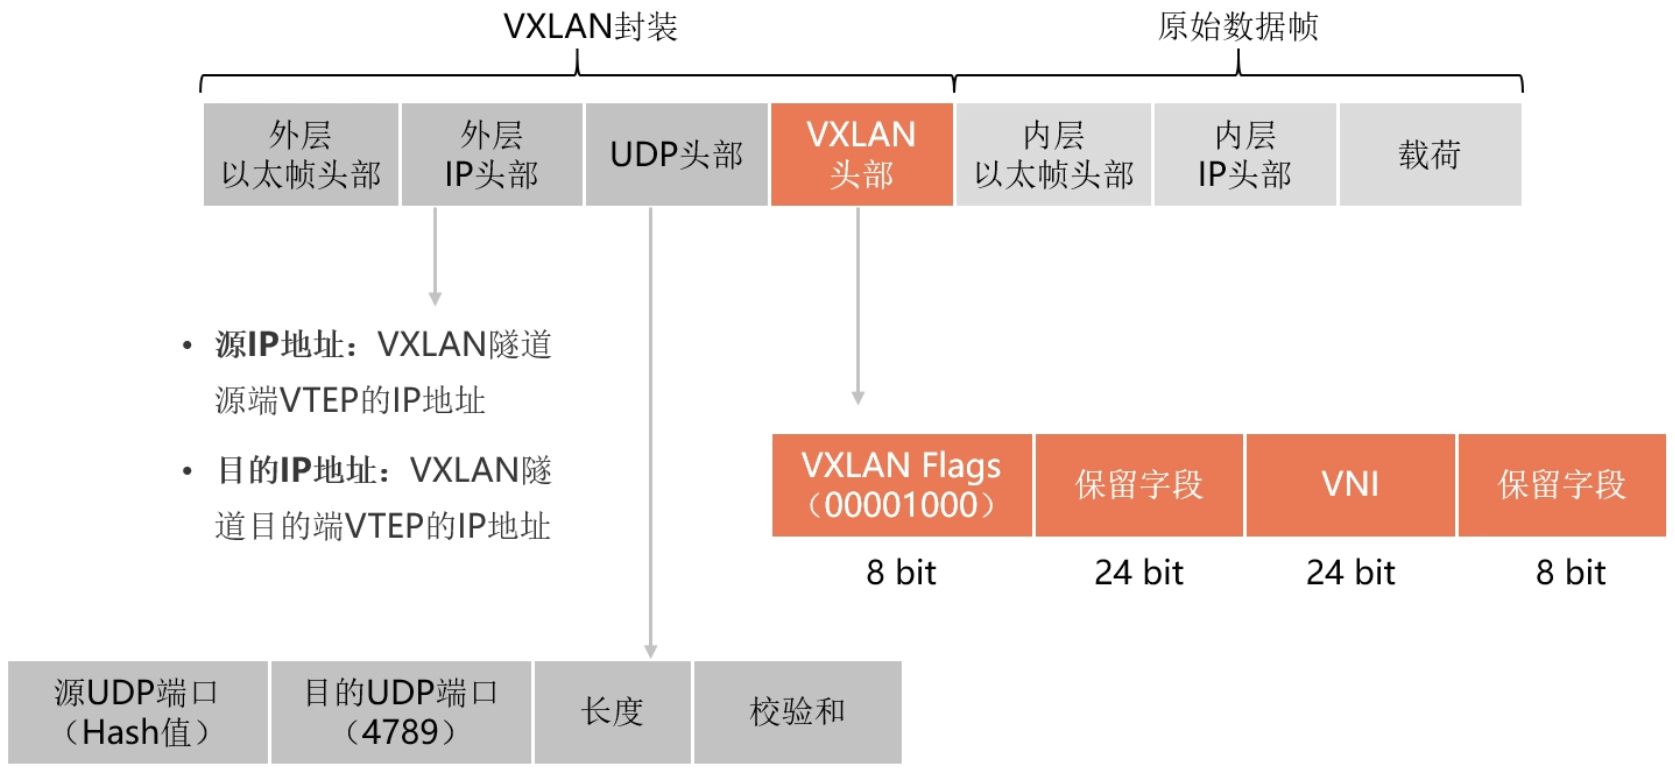 VXLAN封装
原始数据帧
外层
以太帧头部
外层
IP头部
UDP头部
VXLAN
头部
内层
以太帧头部
内层
IP头部
载荷
• 源IP地址：VXLAN隧道
源端VTEP的IP地址
• 目的IP地址：VXLAN隧
道目的端VTEP的IP地址
VXLAN Flags
（00001000）
保留字段
VNI
保留字段
8 bit
24 bit
24 bit
8 bit
源UDP端口
（Hash值）
目的UDP端口
（4789）
长度
校验和